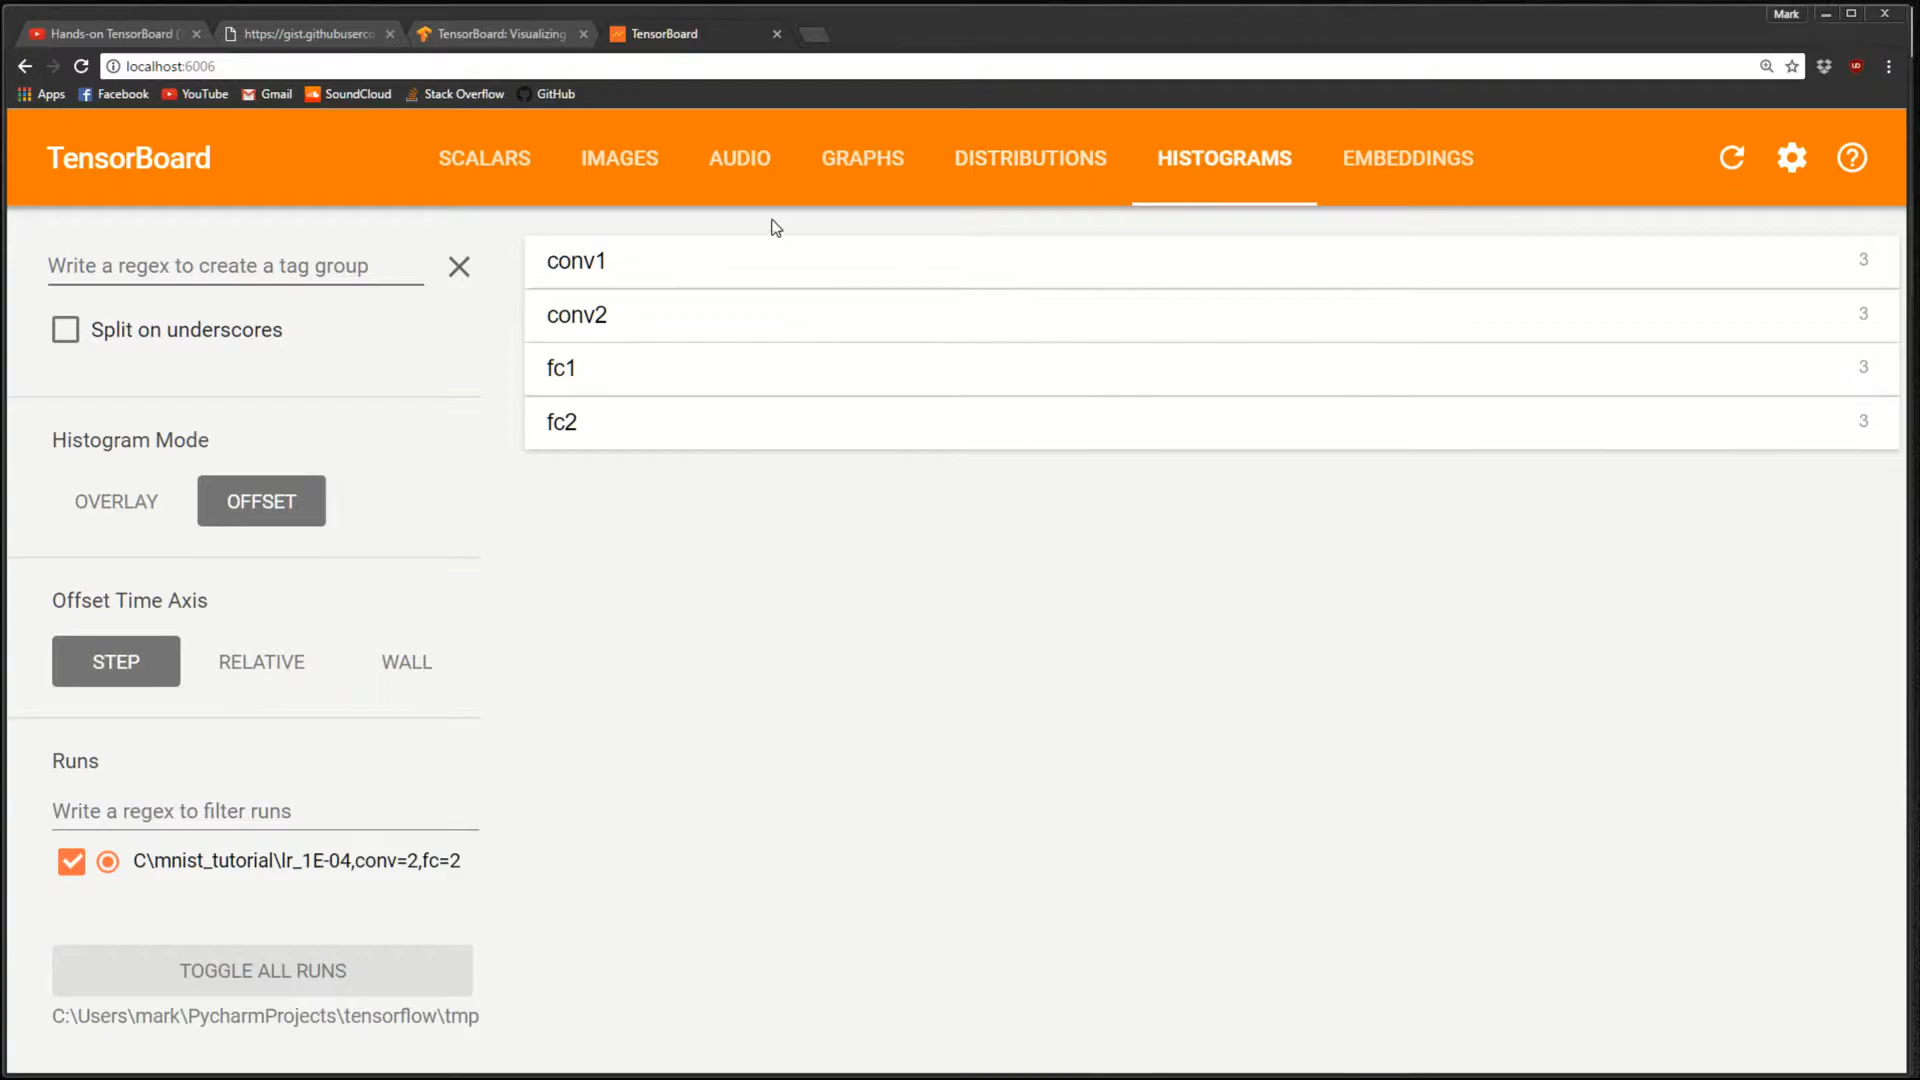 Mark
Hands-on TensorBoard (
https://gist.githubuserco
TensorBoard: Visualizing
TensorBoard
localhost:6006
Apps Facebook YouTube Gmail SoundCloud Stack Overflow GitHub
TensorBoard SCALARS IMAGES AUDIO GRAPHS DISTRIBUTIONS HISTOGRAMS EMBEDDINGS
Write a regex to create a tag group
Split on underscores
Histogram Mode
OVERLAY OFFSET
Offset Time Axis
STEP RELATIVE WALL
Runs
Write a regex to filter runs
C\mnist_tutorial\lr_1E-04,conv=2,fc=2
TOGGLE ALL RUNS
C:\Users\mark\PycharmProjects\tensorflow\tmp
conv1 3
conv2 3
fc1 3
fc2 3